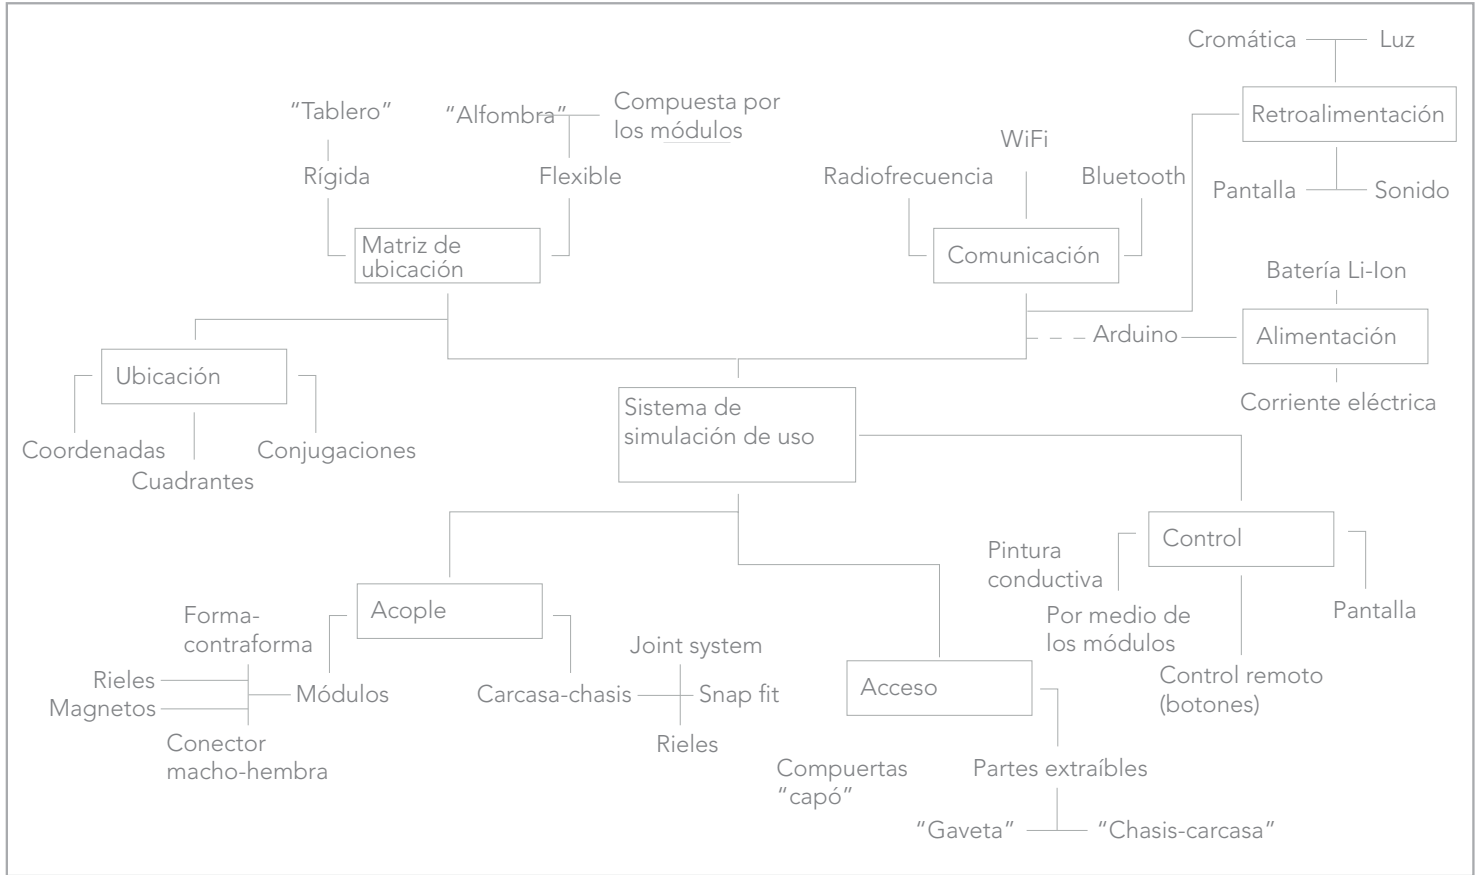 Cromática
Luz
Retroalimentación
Pantalla
Sonido
"Tablero"
"Alfombra"
Compuesta por
los módulos
Rígida
Flexible
Matriz de
ubicación
WiFi
Radiofrecuencia
Bluetooth
Comunicación
Batería Li-Ion
Arduino
Alimentación
Corriente eléctrica
Ubicación
Coordenadas
Conjugaciones
Cuadrantes
Sistema de
simulación de uso
Control
Pintura
conductiva
Por medio de
los módulos
Pantalla
Control remoto
(botones)
Acople
Forma-
contraforma
Rieles
Magnetos
Módulos
Conector
macho-hembra
Joint system
Carcasa-chasis
Snap fit
Rieles
Acceso
Compuertas
"capó"
Partes extraíbles
"Gaveta"
"Chasis-carcasa"